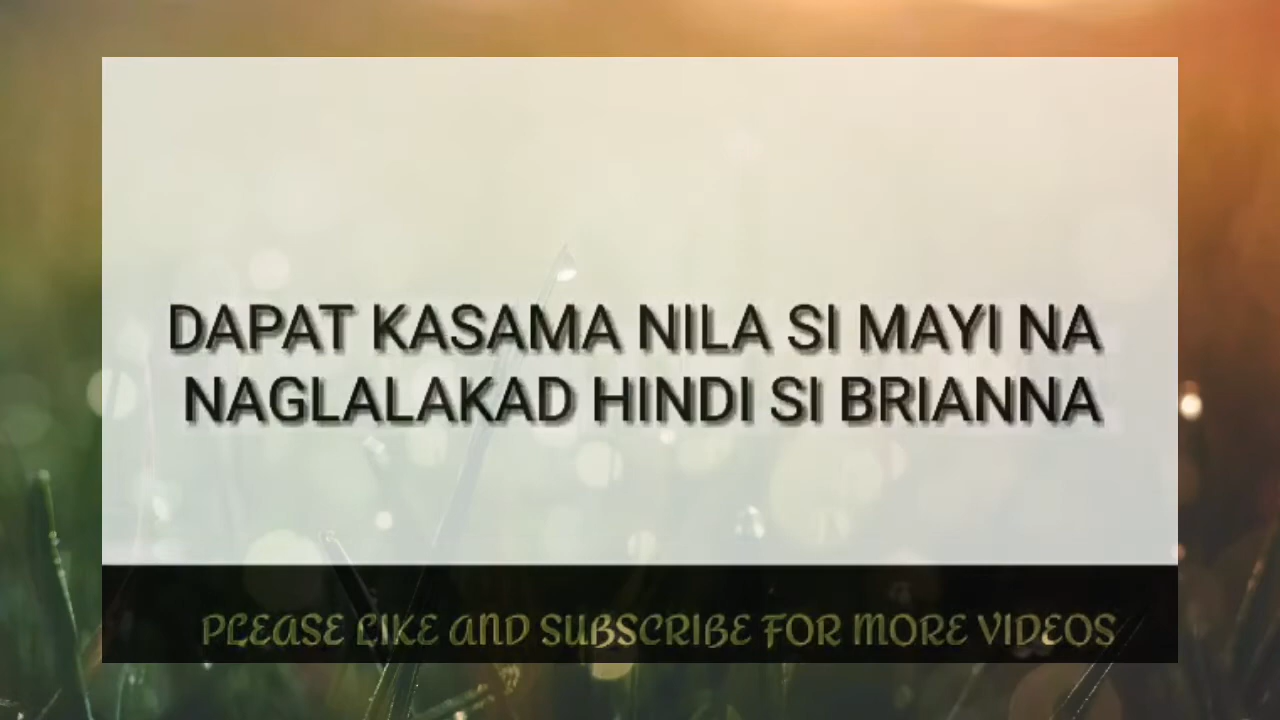 DAPAT KASAMA NILA SI MAYI NA
NAGLALAKAD HINDI SI BRIANNA
PLEASE LIKE AND SUBSCRIBE FOR MORE VIDEOS